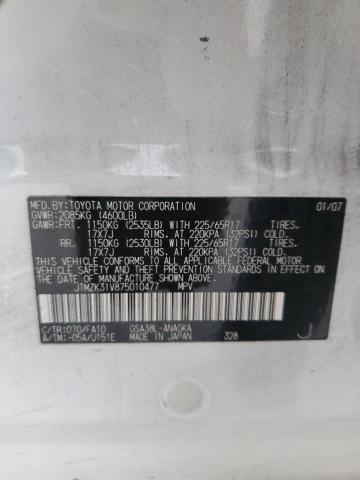 MFD.BY:TOYOTA MOTOR CORPORATION 01/07
GVWR:2085KG (4600LB)
GAWR:FRT. 1150KG (2535LB) WITH 225/65R17 TIRES.
17X7J RIMS. AT 220KPA (32PSI) COLD.
RR. 1150KG (2530LB) WITH 225/65R17 TIRES.
17X7J RIMS. AT 220KPA (32PSI) COLD.
THIS VEHICLE CONFORMS TO ALL APPLICABLE FEDERAL MOTOR
VEHICLE SAFETY, BUMPER, AND THEFT PREVENTION STANDARDS IN
EFFECT ON THE DATE OF MANUFACTURE SHOWN ABOVE.
JTMZK31V875010477 MPV
C/TR:070/FA10 GSA38L-ANAGKA
A/TM:-05A/U151E MADE IN JAPAN 328 J